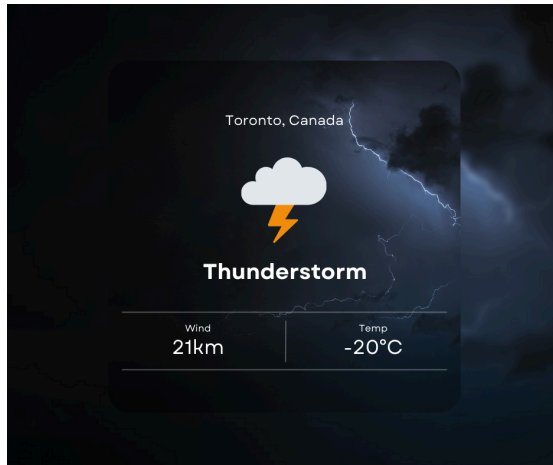 Toronto, Canada
Thunderstorm
Wind
21km
Temp
-20°C